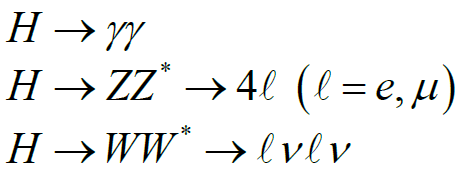 H → γγ
H → ZZ* → 4ℓ (ℓ = e, μ)
H → WW* → ℓνℓν